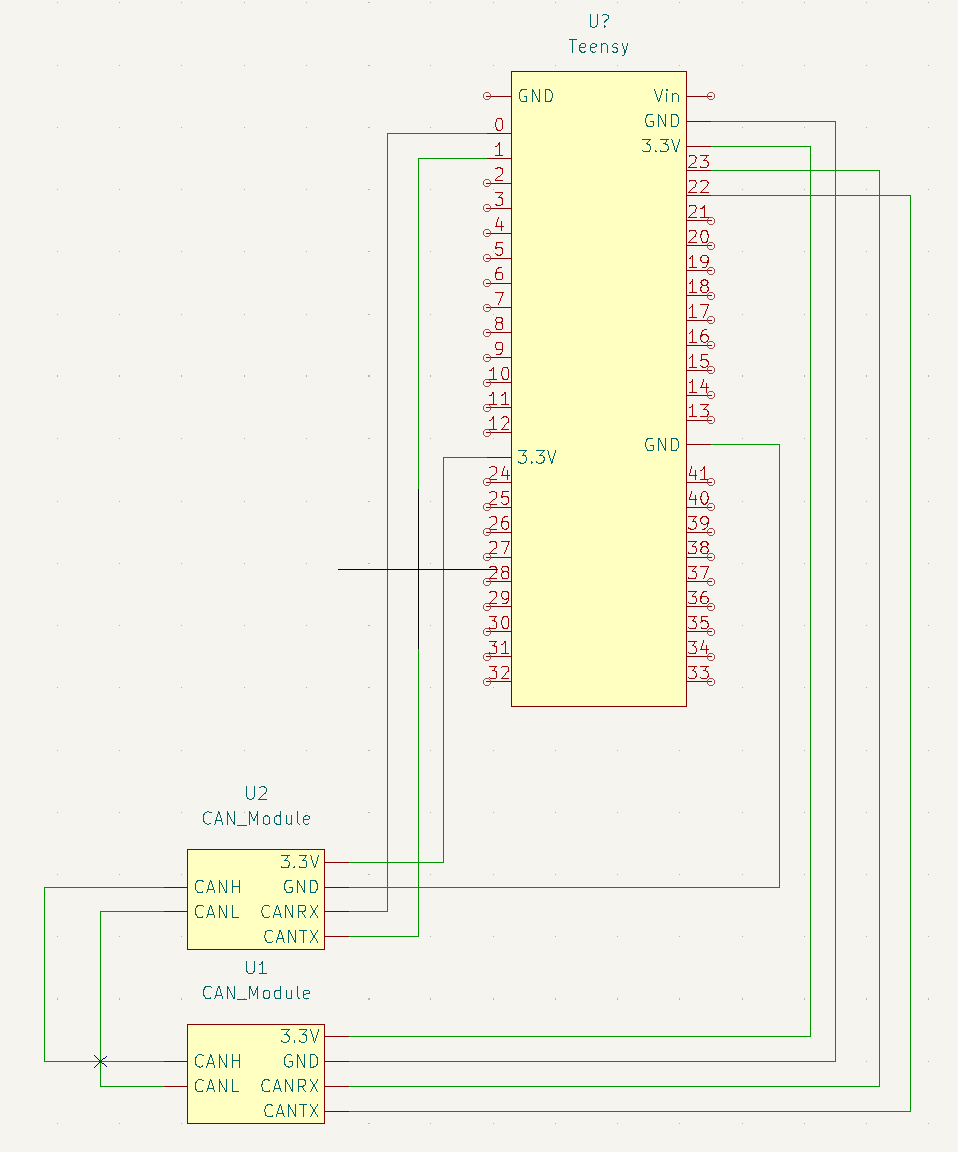 U?
Teensy
GND
Vin
GND
0
3.3V
1
23
2
22
3
21
4
20
5
19
6
18
7
17
8
16
9
15
10
14
11
13
12
GND
3.3V
24
41
25
40
26
39
27
38
28
37
29
36
30
35
31
34
32
33
U2
CAN_Module
3.3V
CANH GND
CANL CANRX
CANTX
U1
CAN_Module
3.3V
CANH GND
CANL CANRX
CANTX